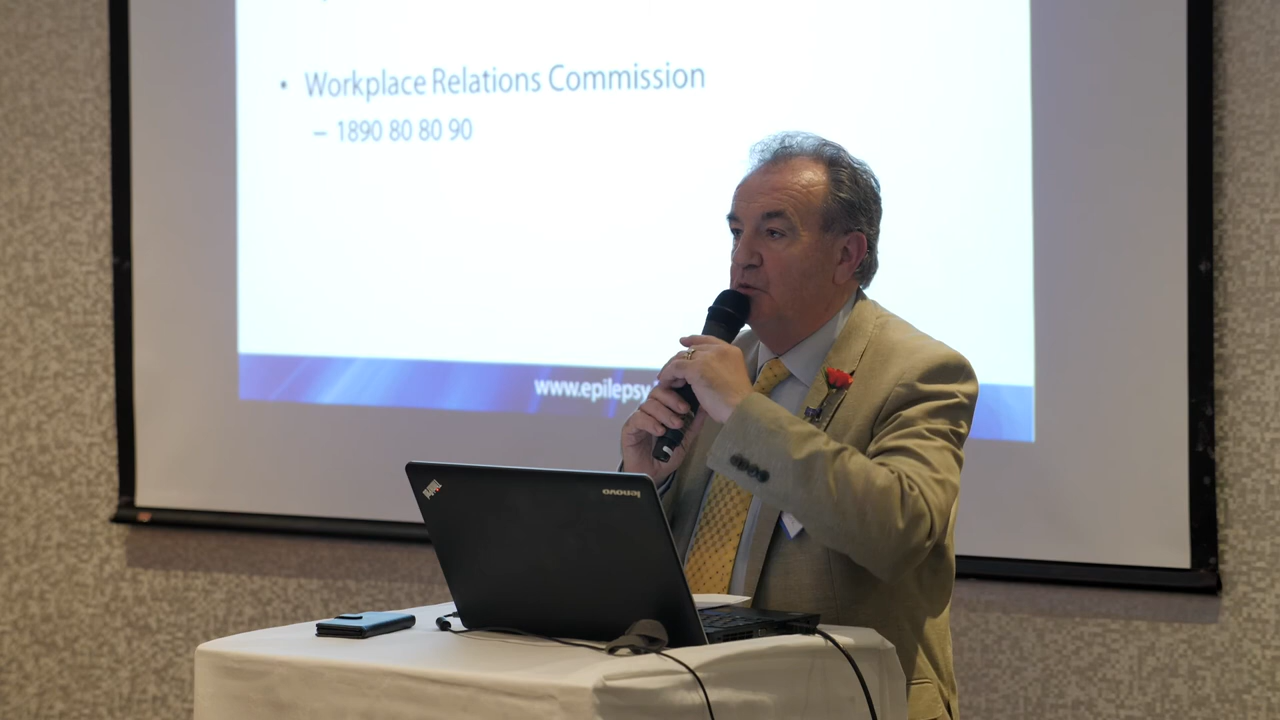 • Workplace Relations Commission
– 1890 80 80 90
www.epilepsy.
lenovo